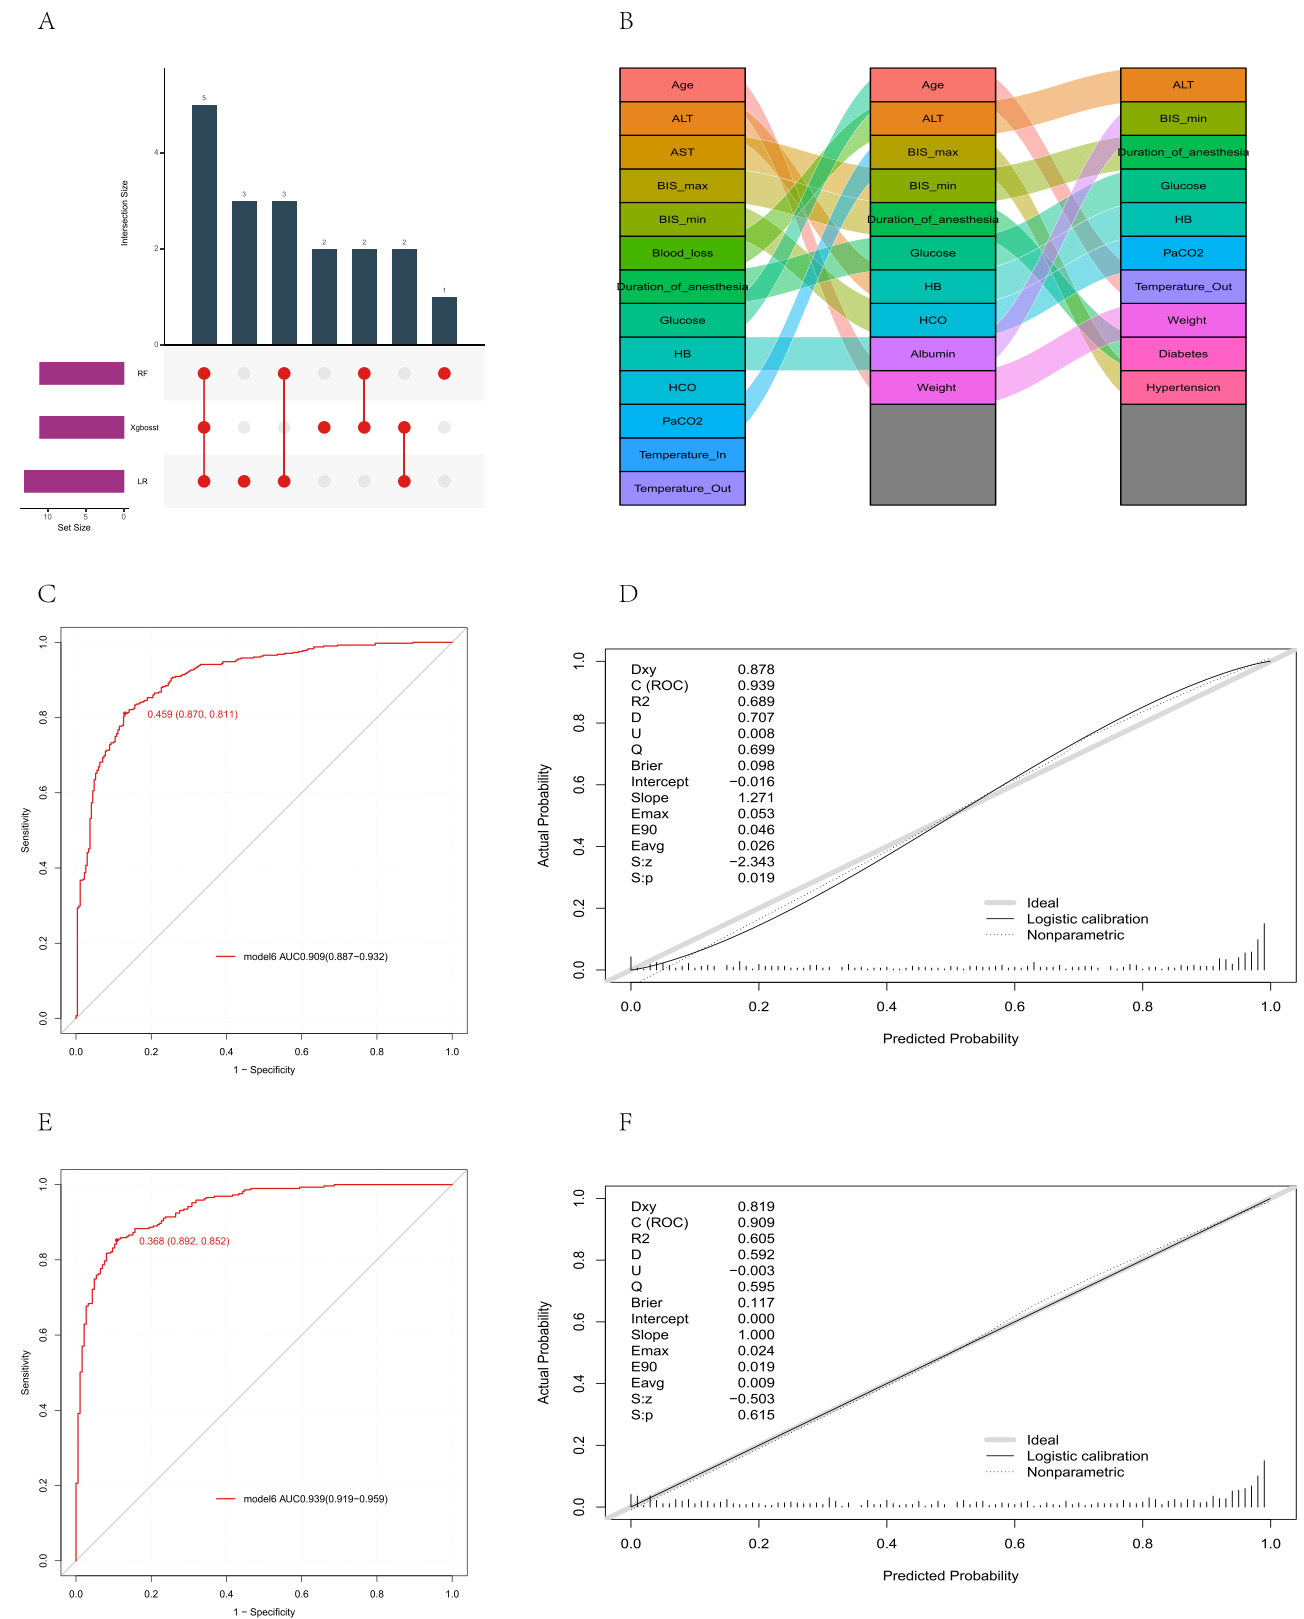 A
5
3
3
2
2
2
1
4
2
0
Intersection Size
RF
Xgbosst
LR
10
5
0
Set Size
B
Age
ALT
AST
BIS_max
BIS_min
Blood_loss
Duration_of_anesthesia
Glucose
HB
HCO
PaCO2
Temperature_In
Temperature_Out
Age
ALT
BIS_max
BIS_min
Duration_of_anesthesia
Glucose
HB
HCO
Albumin
Weight
ALT
BIS_min
Duration_of_anesthesia
Glucose
HB
PaCO2
Temperature_Out
Weight
Diabetes
Hypertension
C
1.0
0.8
0.6
0.4
0.2
0.0
Sensitivity
0.459 (0.870, 0.811)
model6 AUC0.909(0.887−0.932)
0.0 0.2 0.4 0.6 0.8 1.0
1 − Specificity
D
1.0
0.8
0.6
0.4
0.2
0.0
Actual Probability
Dxy 0.878
C (ROC) 0.939
R2 0.689
D 0.707
U 0.008
Q 0.699
Brier 0.098
Intercept −0.016
Slope 1.271
Emax 0.053
E90 0.046
Eavg 0.026
S:z −2.343
S:p 0.019
Ideal
Logistic calibration
Nonparametric
0.0 0.2 0.4 0.6 0.8 1.0
Predicted Probability
E
1.0
0.8
0.6
0.4
0.2
0.0
Sensitivity
0.368 (0.892, 0.852)
model6 AUC0.939(0.919−0.959)
0.0 0.2 0.4 0.6 0.8 1.0
1 − Specificity
F
1.0
0.8
0.6
0.4
0.2
0.0
Actual Probability
Dxy 0.819
C (ROC) 0.909
R2 0.605
D 0.592
U −0.003
Q 0.595
Brier 0.117
Intercept 0.000
Slope 1.000
Emax 0.024
E90 0.019
Eavg 0.009
S:z −0.503
S:p 0.615
Ideal
Logistic calibration
Nonparametric
0.0 0.2 0.4 0.6 0.8 1.0
Predicted Probability